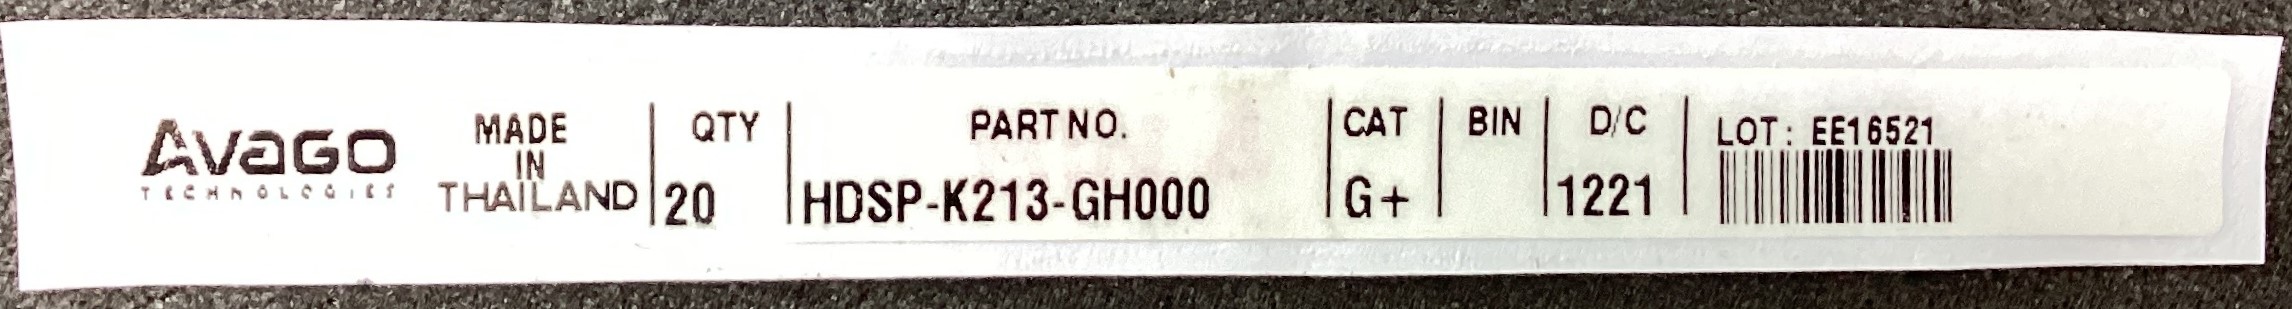 AVAGO
TECHNOLOGIES
MADE
IN
THAILAND
QTY
20
PART NO.
HDSP-K213-GH000
CAT
G+
BIN
D/C
1221
LOT: EE16521